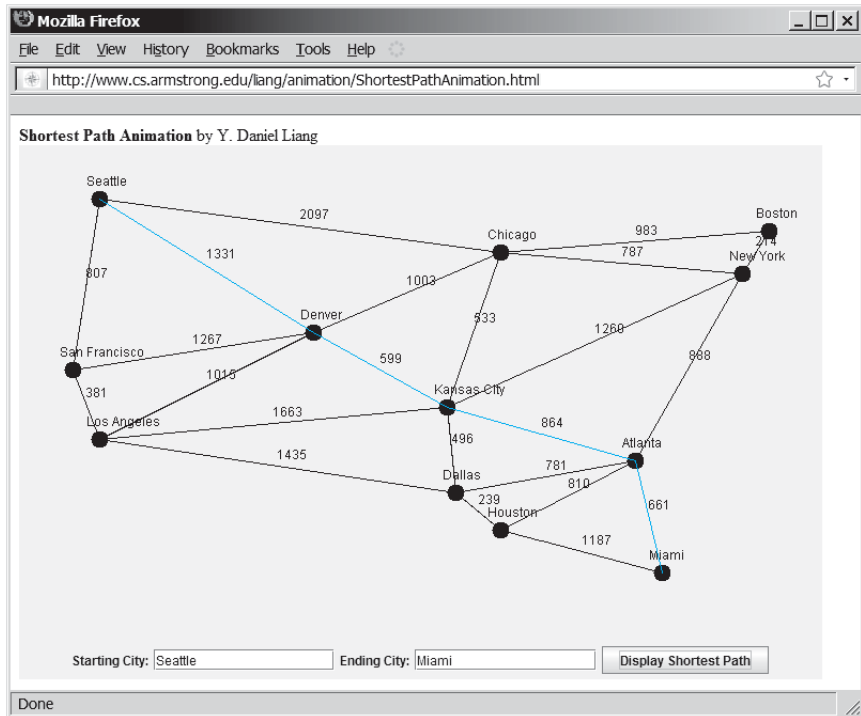 Mozilla Firefox
File Edit View History Bookmarks Tools Help
http://www.cs.armstrong.edu/liang/animation/ShortestPathAnimation.html
Shortest Path Animation by Y. Daniel Liang
Seattle
2097
Boston
983
Chicago
214
787
New York
1331
807
1003
Denver
533
1260
1267
San Francisco
888
599
1015
381
Kansas City
1663
864
Los Angeles
496
Atlanta
1435
781
Dallas
810
239
661
Houston
1187
Miami
Starting City: Seattle Ending City: Miami Display Shortest Path
Done